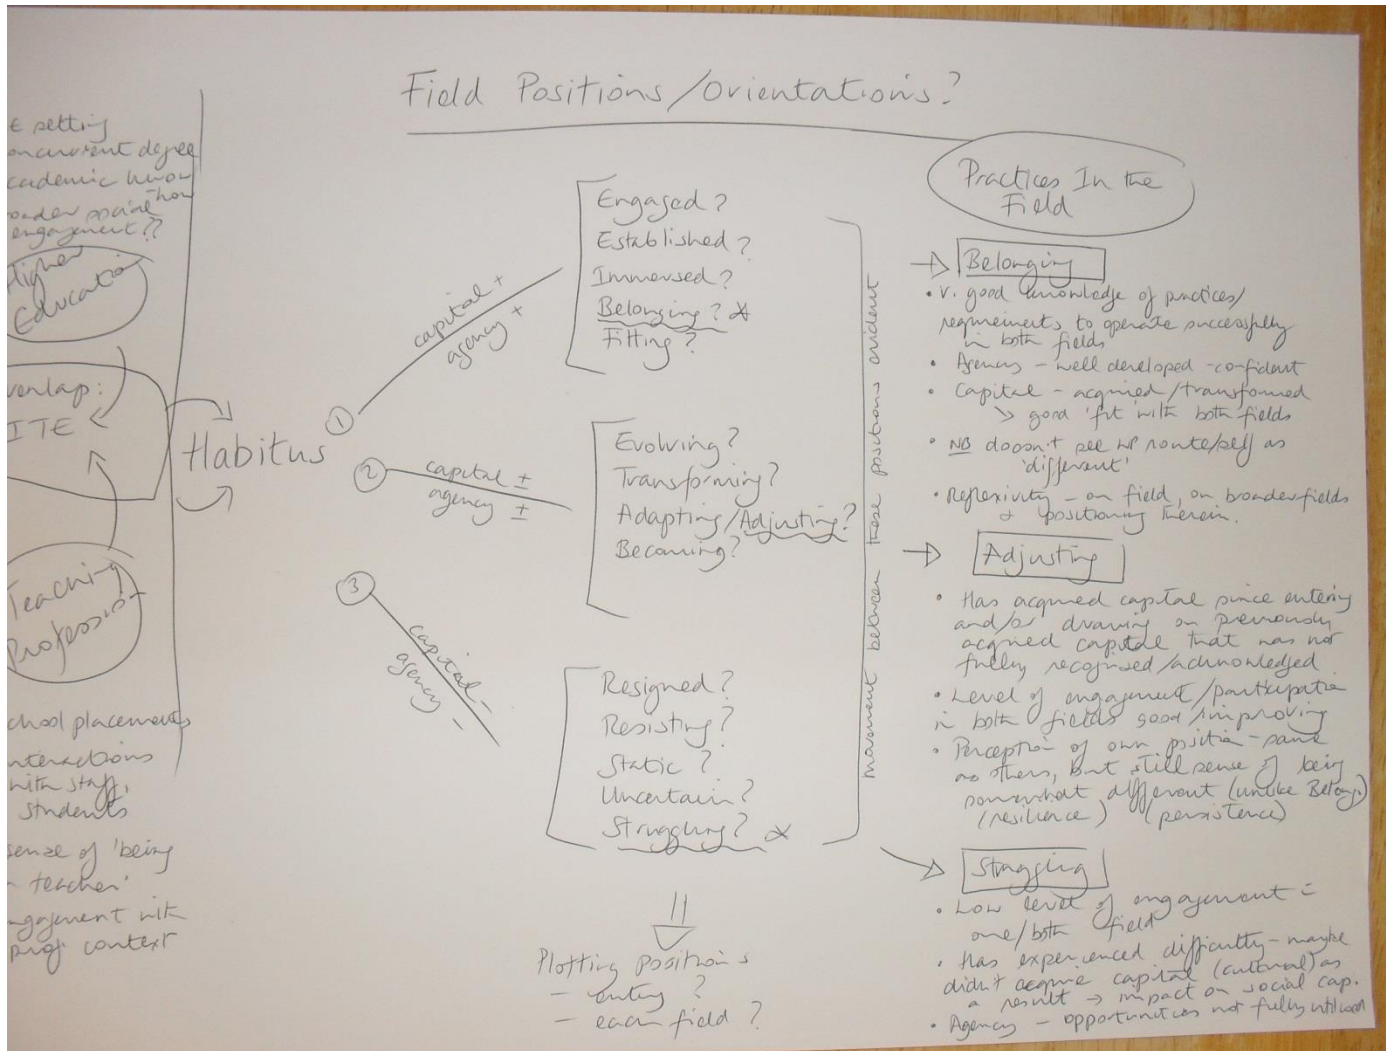 Field Positions/Orientations?
E setting
oncurrent degree
cademic know
-how
oader social
engagement??
Higher
Education
verlap:
ITE
Teaching
Profession
chool placements
nteractions
with staff,
students
sense of 'being
teacher'
ngagement with
prof. context
Habitus
1
capital +
agency +
2
capital ±
agency ±
3
capital -
agency -
Engaged?
Established?
Immersed?
Belonging? *
Fitting?
Evolving?
Transforming?
Adapting/Adjusting?
Becoming?
Resigned?
Resisting?
Static?
Uncertain?
Struggling? *
Plotting positions
- entry?
- each field?
movement between these positions evident
Practices In the
Field
→ Belonging
• V. good knowledge of practices/
requirements to operate successfully
in both fields
• Agency - well developed - confident
• Capital - acquired/transformed
↘ good 'fit' with both fields
• NB doesn't see WP route/self as
'different'
• Reflexivity - on field, on broader fields
+ positioning therein.
→ Adjusting
• Has acquired capital since entering
and/or drawing on previously
acquired capital that was not
fully recognised/acknowledged
• Level of engagement/participation
in both fields good/improving
• Perception of own position - same
as others, but still sense of being
somewhat different (unlike Belong.)
(resilience) (persistence)
→ Struggling
• Low level of engagement =
one/both field
• Has experienced difficulty - maybe
didn't acquire capital (cultural) as
a result → impact on social cap.
• Agency - opportunities not fully utilised